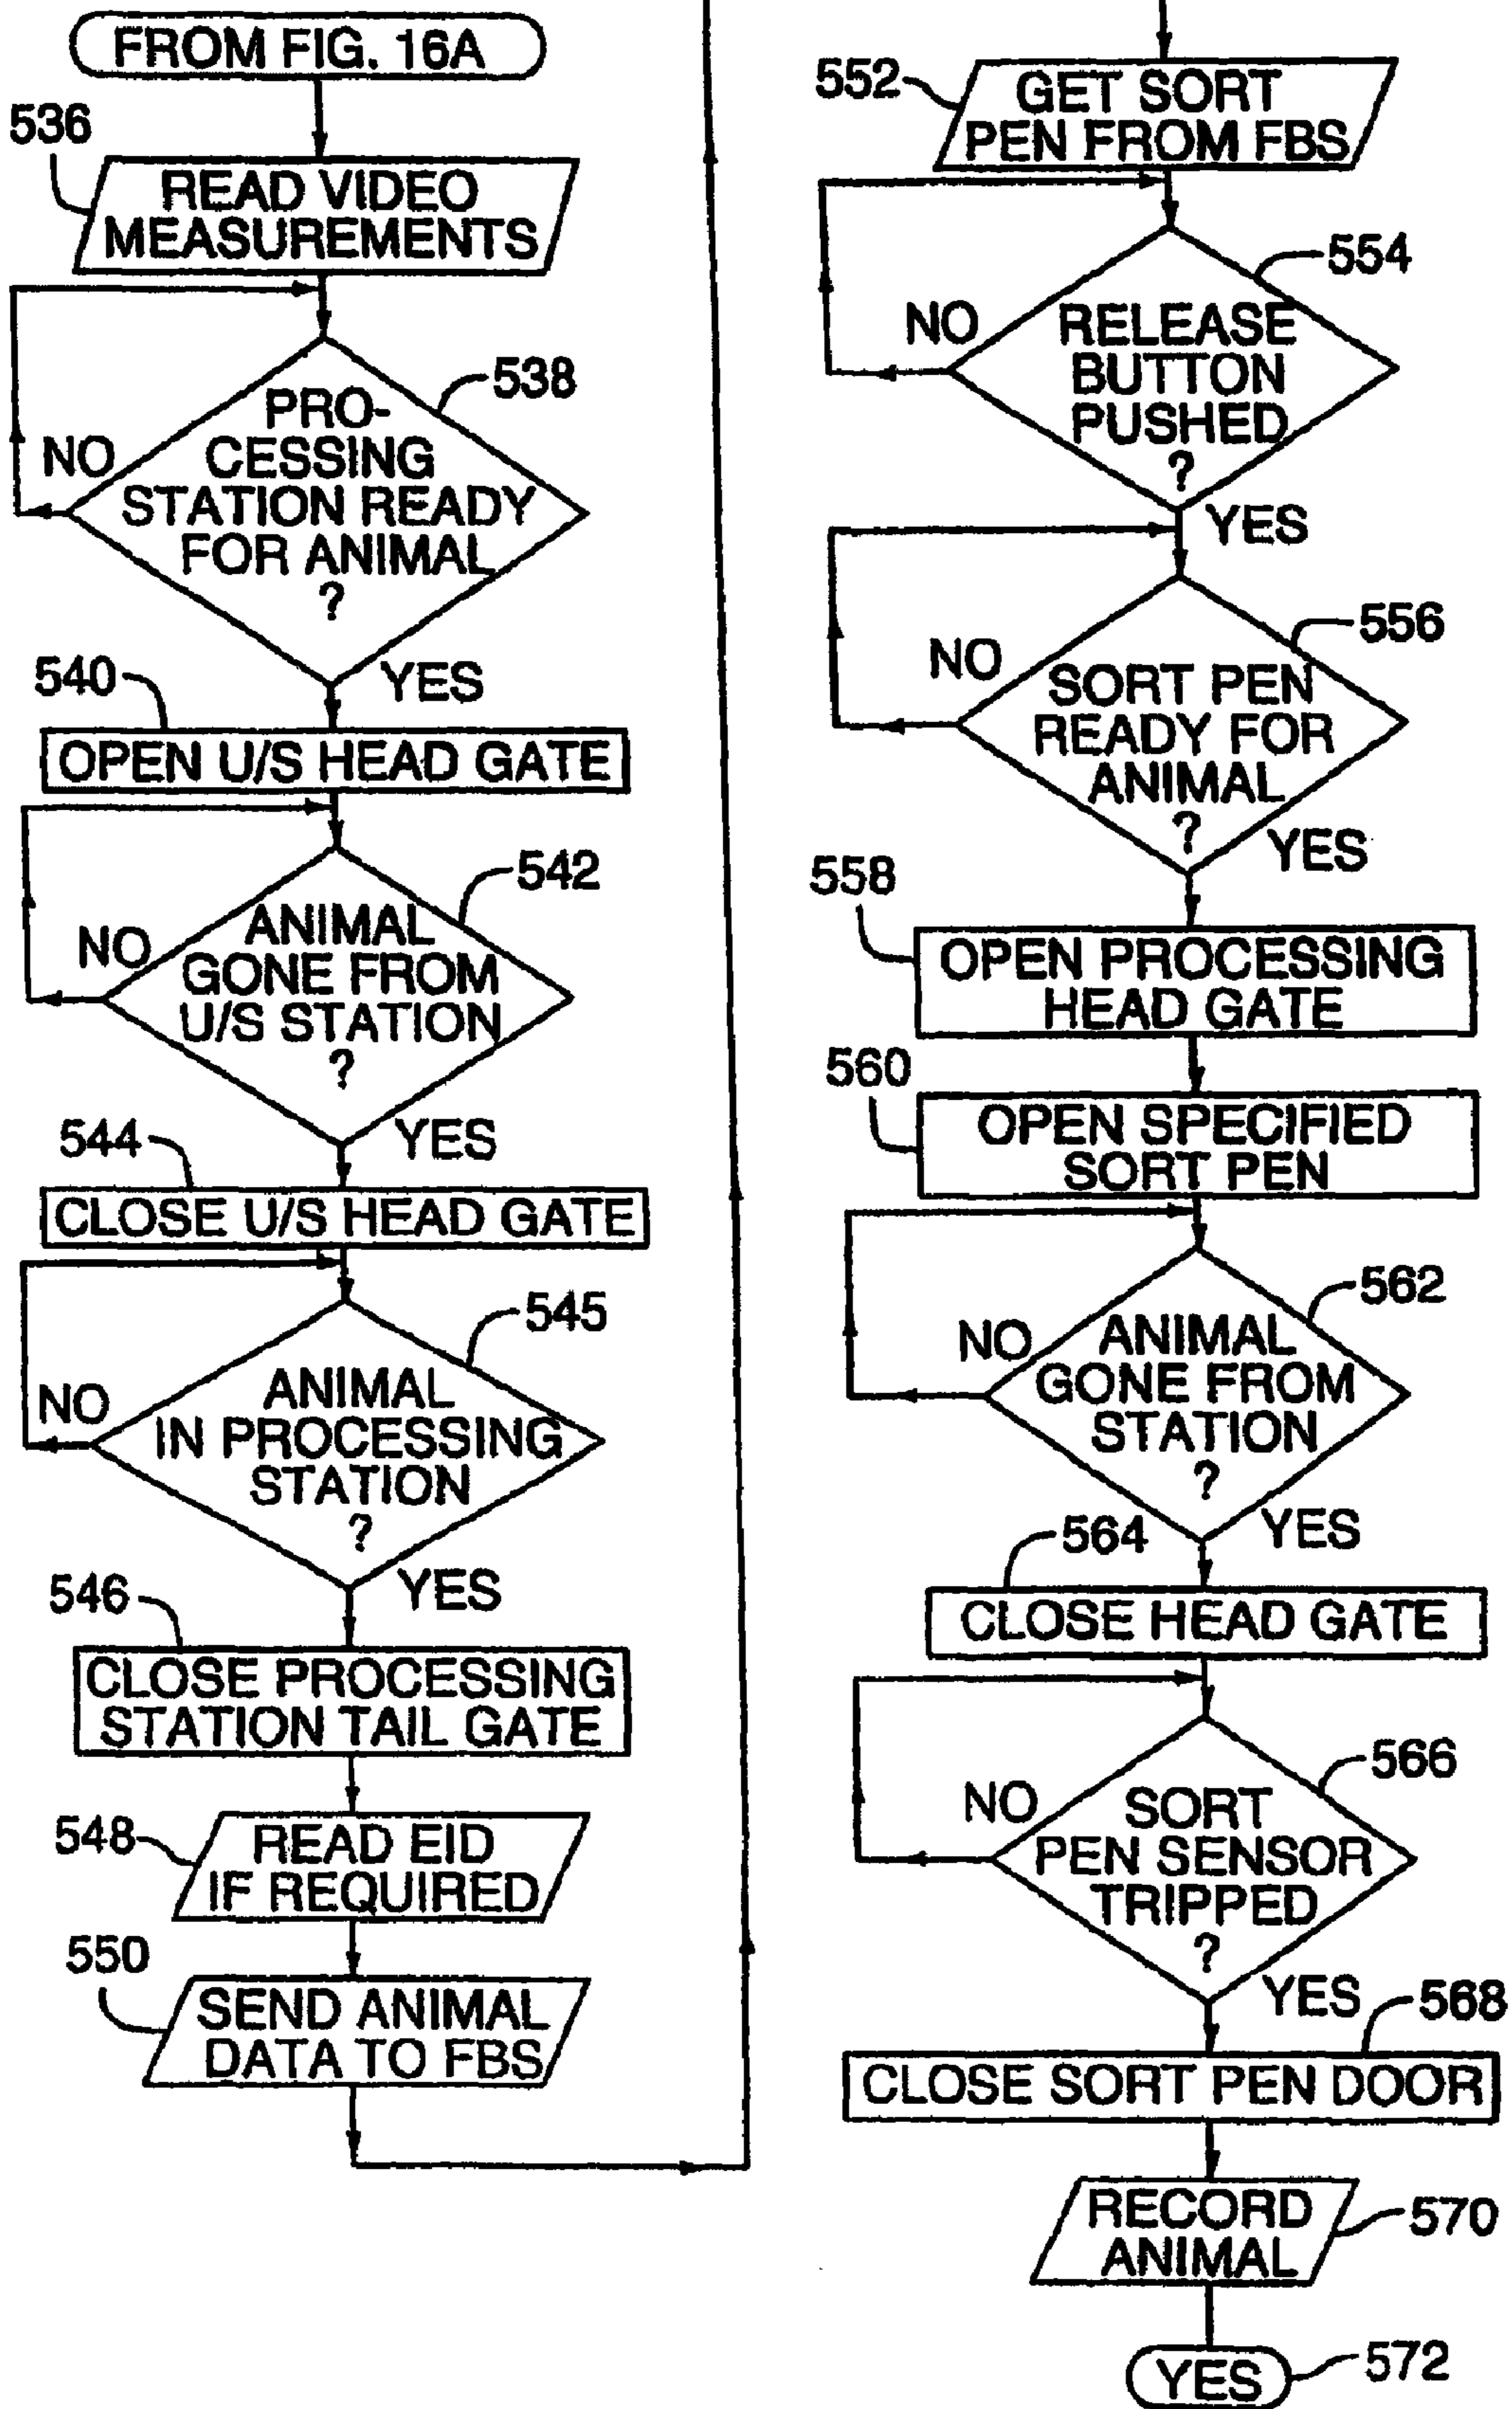 FROM FIG. 16A
536
READ VIDEO
MEASUREMENTS
538
PRO-
CESSING
STATION READY
FOR ANIMAL
?
NO
YES
540
OPEN U/S HEAD GATE
542
ANIMAL
GONE FROM
U/S STATION
?
NO
YES
544
CLOSE U/S HEAD GATE
545
ANIMAL
IN PROCESSING
STATION
?
NO
YES
546
CLOSE PROCESSING
STATION TAIL GATE
548
READ EID
IF REQUIRED
550
SEND ANIMAL
DATA TO FBS
552
GET SORT
PEN FROM FBS
554
RELEASE
BUTTON
PUSHED
?
NO
YES
556
SORT PEN
READY FOR
ANIMAL
?
NO
YES
558
OPEN PROCESSING
HEAD GATE
560
OPEN SPECIFIED
SORT PEN
562
ANIMAL
GONE FROM
STATION
?
NO
YES
564
CLOSE HEAD GATE
566
SORT
PEN SENSOR
TRIPPED
?
NO
YES
568
CLOSE SORT PEN DOOR
RECORD
ANIMAL
570
YES
572